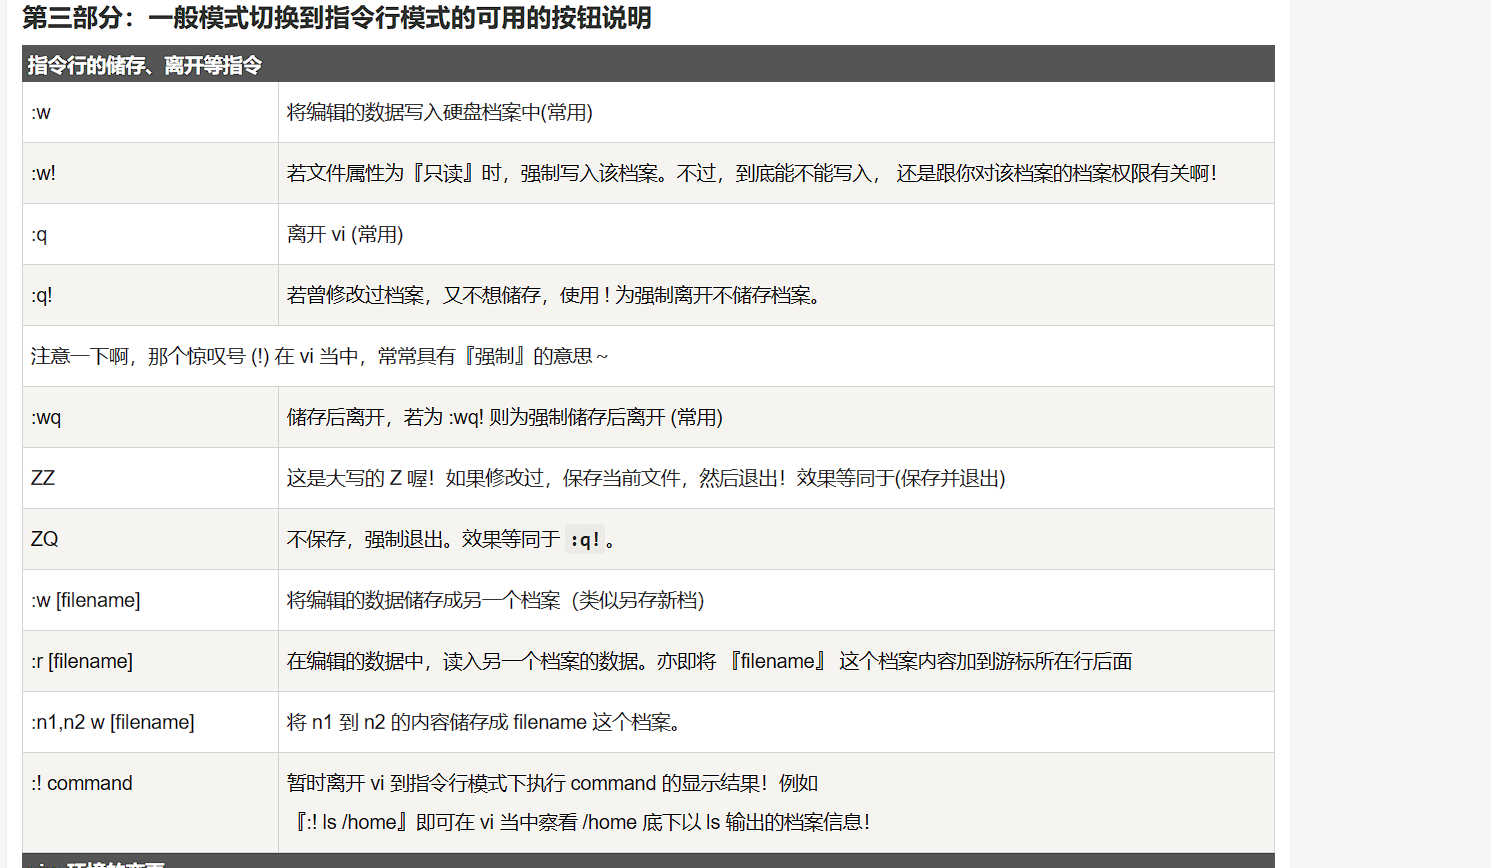 第三部分：一般模式切换到指令行模式的可用的按钮说明
指令行的储存、离开等指令
:w 将编辑的数据写入硬盘档案中(常用)
:w! 若文件属性为『只读』时，强制写入该档案。不过，到底能不能写入， 还是跟你对该档案的档案权限有关啊！
:q 离开 vi (常用)
:q! 若曾修改过档案，又不想储存，使用 ! 为强制离开不储存档案。
注意一下啊，那个惊叹号 (!) 在 vi 当中，常常具有『强制』的意思～
:wq 储存后离开，若为 :wq! 则为强制储存后离开 (常用)
ZZ 这是大写的 Z 喔！如果修改过，保存当前文件，然后退出！效果等同于(保存并退出)
ZQ 不保存，强制退出。效果等同于 :q!。
:w [filename] 将编辑的数据储存成另一个档案（类似另存新档）
:r [filename] 在编辑的数据中，读入另一个档案的数据。亦即将 『filename』 这个档案内容加到游标所在行后面
:n1,n2 w [filename] 将 n1 到 n2 的内容储存成 filename 这个档案。
:! command 暂时离开 vi 到指令行模式下执行 command 的显示结果！例如
『:! ls /home』即可在 vi 当中察看 /home 底下以 ls 输出的档案信息！